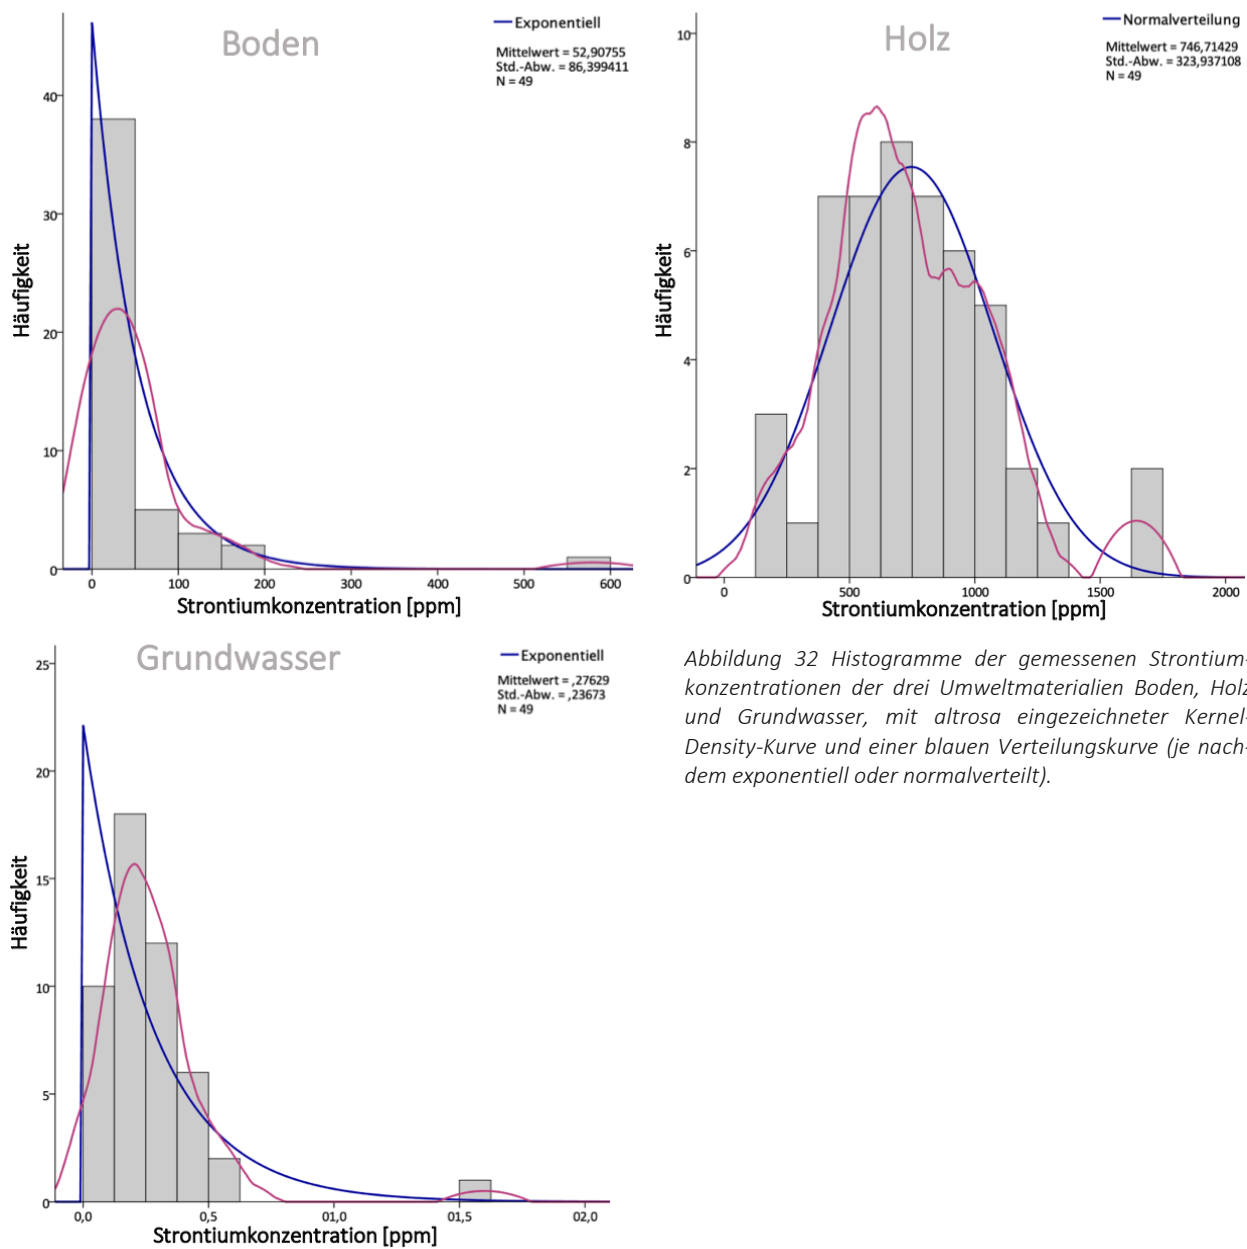 Boden
Exponentiell
Mittelwert = 52,90755
Std.-Abw. = 86,399411
N = 49
Häufigkeit
40
30
20
10
0
0 100 200 300 400 500 600
Strontiumkonzentration [ppm]
Holz
Normalverteilung
Mittelwert = 746,71429
Std.-Abw. = 323,937108
N = 49
Häufigkeit
10
8
6
4
2
0
0 500 1000 1500 2000
Strontiumkonzentration [ppm]
Grundwasser
Exponentiell
Mittelwert = ,27629
Std.-Abw. = ,23673
N = 49
Häufigkeit
25
20
15
10
5
0
0,0 0,5 01,0 01,5 02,0
Strontiumkonzentration [ppm]
Abbildung 32 Histogramme der gemessenen Strontium-
konzentrationen der drei Umweltmaterialien Boden, Holz
und Grundwasser, mit altrosa eingezeichneter Kernel-
Density-Kurve und einer blauen Verteilungskurve (je nach-
dem exponentiell oder normalverteilt).